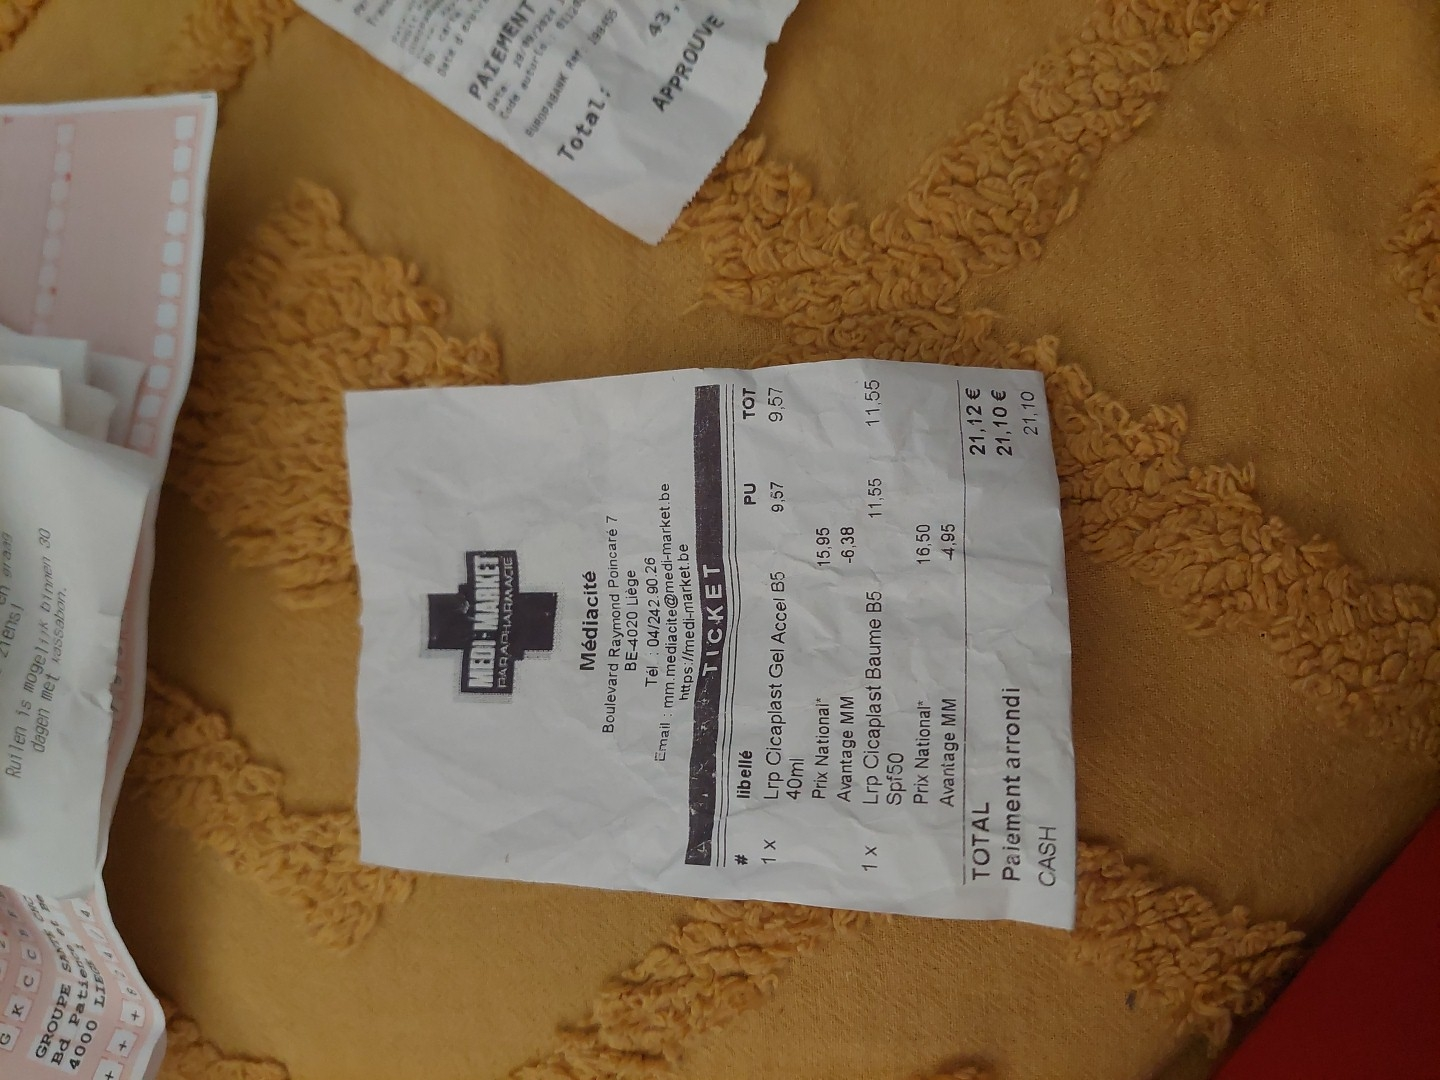 MEDI-MARKET
PARAPHARMACIE
Médiacité
Boulevard Raymond Poincaré 7
BE-4020 Liège
Tél : 04/242.90.26
Email : mm.mediacite@medi-market.be
https://medi-market.be
TICKET
# libellé PU TOT
1 x Lrp Cicaplast Gel Accel B5 9,57 9,57
40ml
Prix National* 15,95
Avantage MM -6,38
1 x Lrp Cicaplast Baume B5 11,55 11,55
Spf50
Prix National* 16,50
Avantage MM -4,95
TOTAL 21,12 €
Paiement arrondi 21,10 €
CASH 21,10
PAIEMENT
EUROPABANK
Total: 43,
APPROUVE
Ruilen is mogelijk binnen 30
dagen met kassabon.
GROUPE
Bd
4000